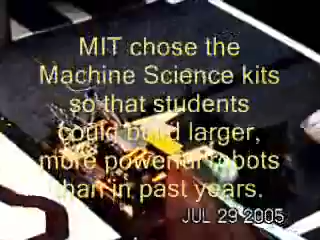 MIT chose the
Machine Science kits
so that students
could build larger,
more powerful robots
than in past years.
JUL 29 2005